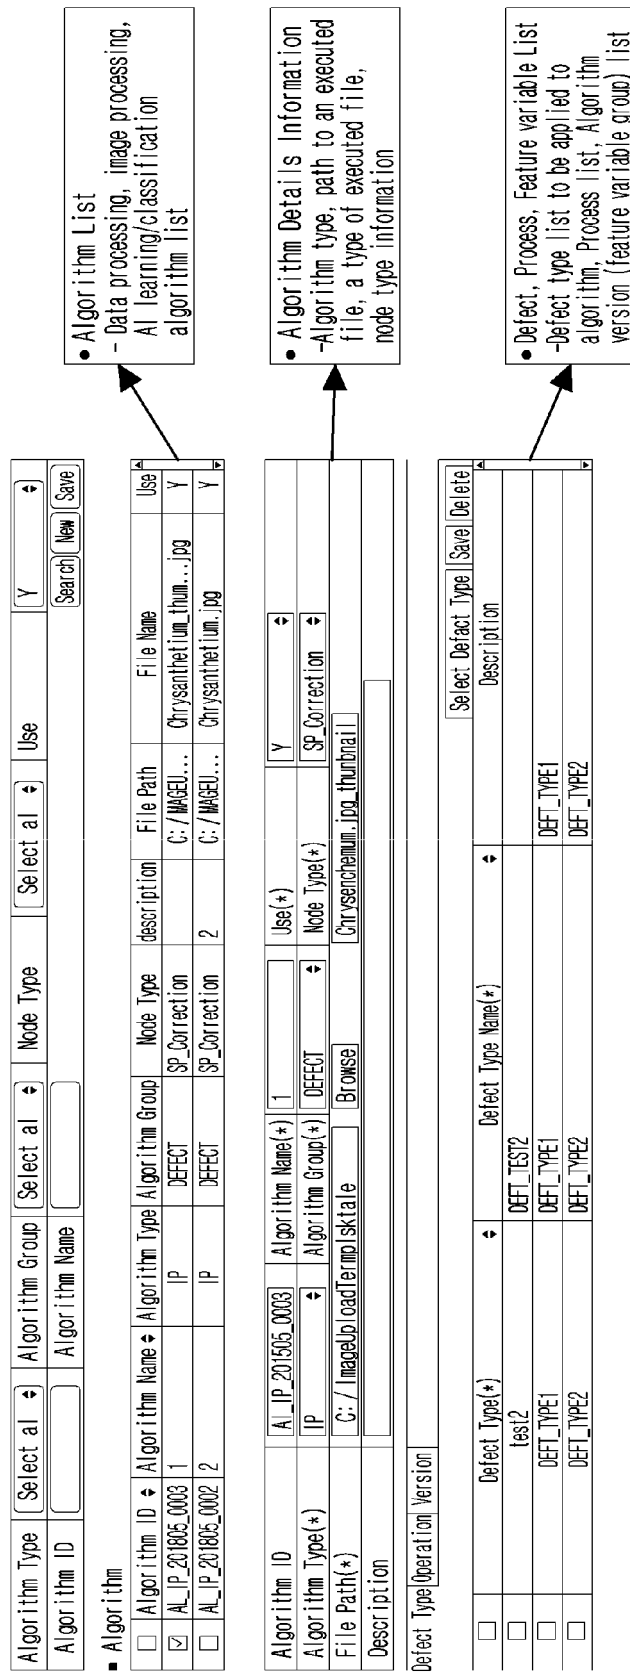 Algorithm Type Select al Algorithm Group Select al Node Type Select al Use Y
Algorithm ID Algorithm Name Search New Save
Algorithm
Algorithm ID Algorithm Name Algorithm Type Algorithm Group Node Type description File Path File Name Use
AL_IP_201805_0003 1 IP DEFECT SP_Correction C:/MAGEU... Chrysanthetium_thum...jpg Y
AL_IP_201805_0002 2 IP DEFECT SP_Correction 2 C:/MAGEU... Chrysanthetium.jpg Y
• Algorithm List
- Data processing, image processing,
AI learning/classification
algorithm list
Algorithm ID AI_IP_201505_0003 Algorithm Name(*) 1 Use(*) Y
Algorithm Type(*) IP Algorithm Group(*) DEFECT Node Type(*) SP_Correction
File Path(*) C:/ImageUploadTermplsktale Browse Chrysenchemum.jpg_thunbnail
Description
• Algorithm Details Information
-Algorithm type, path to an executed
file, a type of executed file,
node type information
Defect Type Operation Version
Select Defact Type Save Delete
Defect Type(*) Defect Type Name(*) Description
test2 DEFT_TEST2
DEFT_TYPE1 DEFT_TYPE1 DEFT_TYPE1
DEFT_TYPE2 DEFT_TYPE2 DEFT_TYPE2
• Defect, Process, Feature variable List
-Defect type list to be applied to
algorithm, Process list, Algorithm
version (feature variable group) list